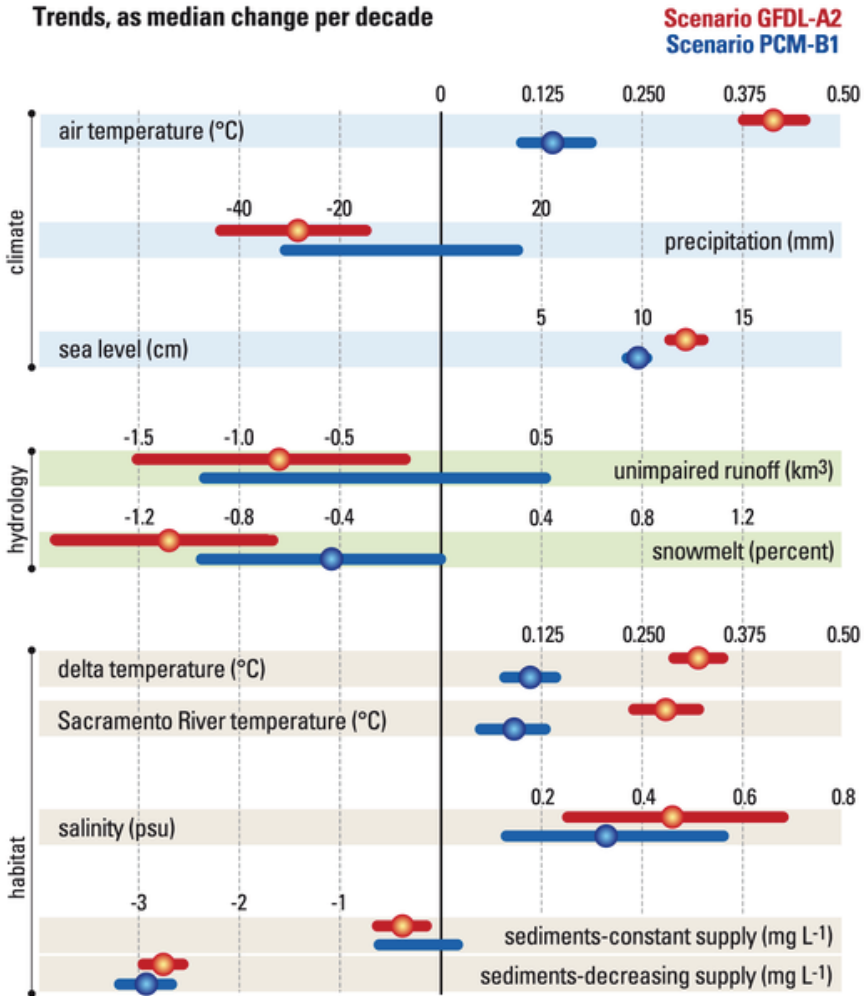 Trends, as median change per decade
Scenario GFDL-A2
Scenario PCM-B1
0 0.125 0.250 0.375 0.50
air temperature (°C)
-40 -20 20
precipitation (mm)
5 10 15
sea level (cm)
climate
-1.5 -1.0 -0.5 0.5
unimpaired runoff (km³)
-1.2 -0.8 -0.4 0.4 0.8 1.2
snowmelt (percent)
hydrology
0.125 0.250 0.375 0.50
delta temperature (°C)
Sacramento River temperature (°C)
0.2 0.4 0.6 0.8
salinity (psu)
-3 -2 -1
sediments-constant supply (mg L⁻¹)
sediments-decreasing supply (mg L⁻¹)
habitat